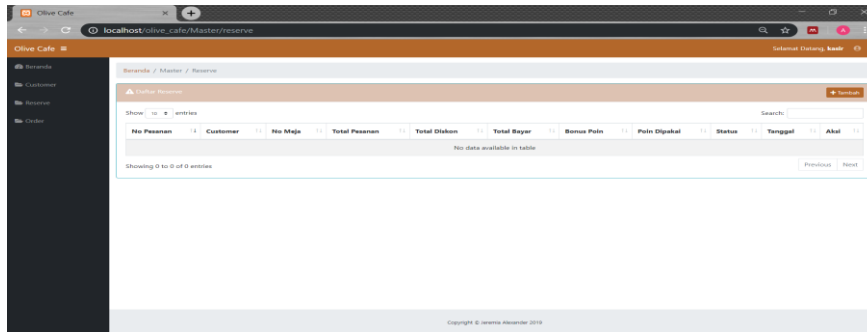 Olive Cafe
localhost/olive_cafe/Master/reserve
Olive Cafe
Selamat Datang, kasir
Beranda
Customer
Reserve
Order
Beranda / Master / Reserve
Daftar Reserve
+ Tambah
Show 10 entries
Search:
No Pesanan Customer No Meja Total Pesanan Total Diskon Total Bayar Bonus Poin Poin Dipakai Status Tanggal Aksi
No data available in table
Showing 0 to 0 of 0 entries
Previous Next
Copyright © Jeremia Alexander 2019